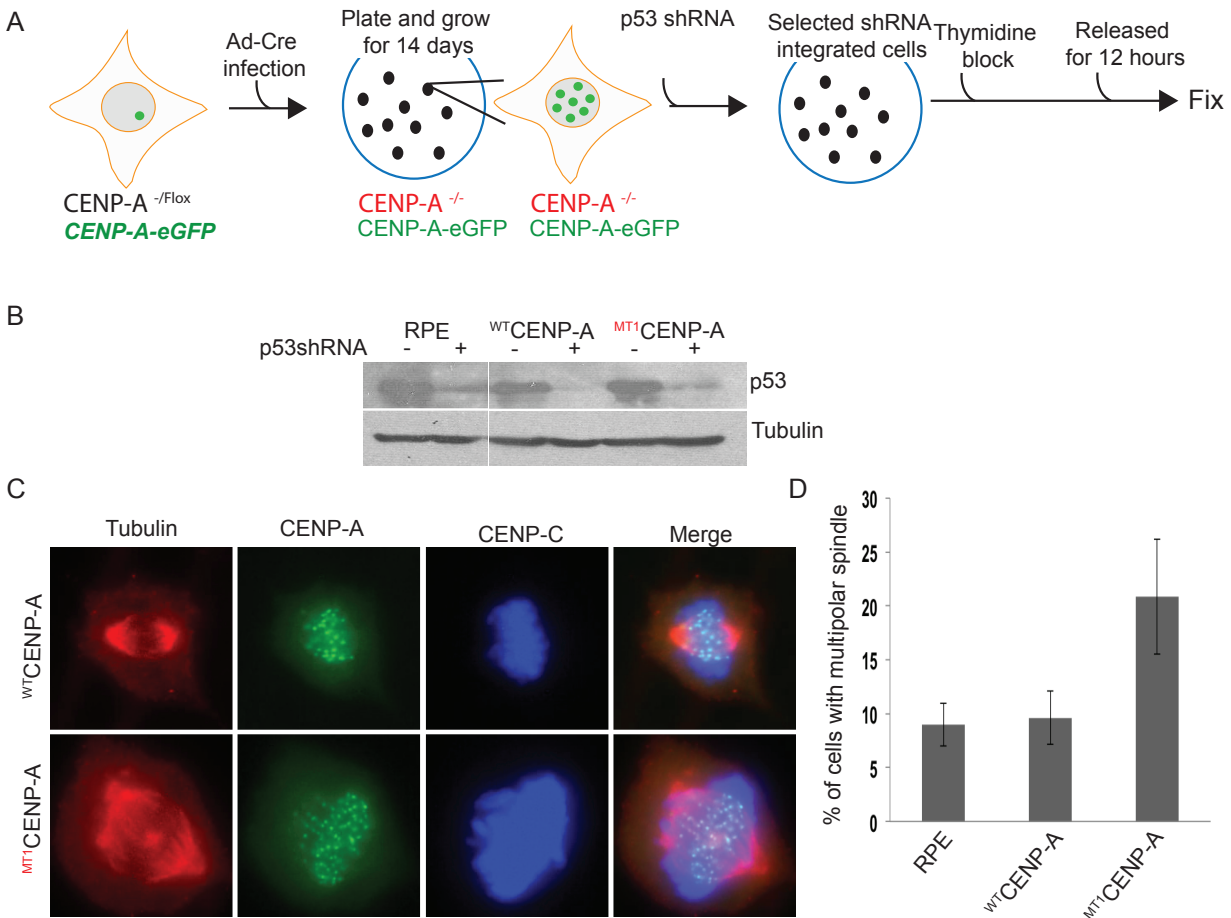 A
Ad-Cre
infection
Plate and grow
for 14 days
p53 shRNA
Selected shRNA
integrated cells
Thymidine
block
Released
for 12 hours
Fix
CENP-A -/Flox
CENP-A-eGFP
CENP-A -/-
CENP-A-eGFP
CENP-A -/-
CENP-A-eGFP
B
RPE WTCENP-A MT1CENP-A
p53shRNA - + - + - +
p53
Tubulin
C
Tubulin CENP-A CENP-C Merge
WTCENP-A
MT1CENP-A
D
% of cells with multipolar spindle
30
25
20
15
10
5
0
RPE
WTCENP-A
MT1CENP-A